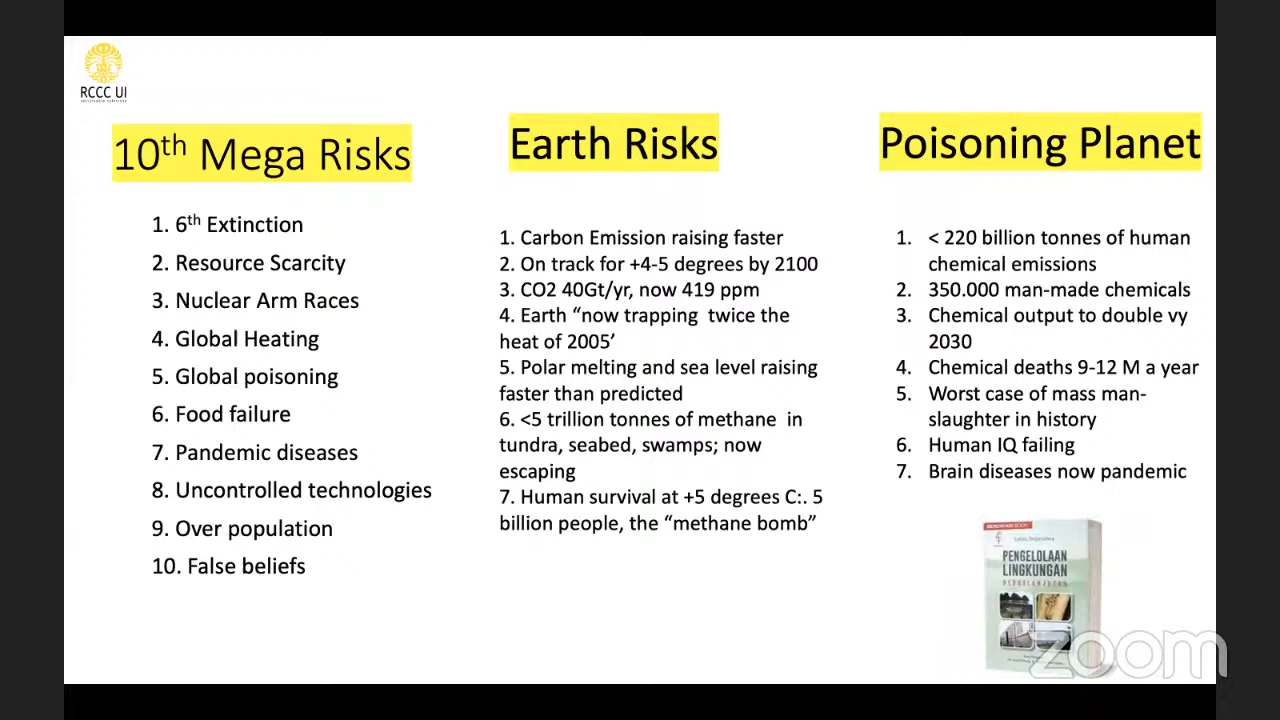 RCCC UI
10th Mega Risks
1. 6th Extinction
2. Resource Scarcity
3. Nuclear Arm Races
4. Global Heating
5. Global poisoning
6. Food failure
7. Pandemic diseases
8. Uncontrolled technologies
9. Over population
10. False beliefs
Earth Risks
1. Carbon Emission raising faster
2. On track for +4-5 degrees by 2100
3. CO2 40Gt/yr, now 419 ppm
4. Earth “now trapping  twice the
heat of 2005’
5. Polar melting and sea level raising
faster than predicted
6. <5 trillion tonnes of methane  in
tundra, seabed, swamps; now
escaping
7. Human survival at +5 degrees C:. 5
billion people, the “methane bomb”
Poisoning Planet
1. < 220 billion tonnes of human
chemical emissions
2. 350.000 man-made chemicals
3. Chemical output to double vy
2030
4. Chemical deaths 9-12 M a year
5. Worst case of mass man-
slaughter in history
6. Human IQ failing
7. Brain diseases now pandemic
PENGELOLAAN
LINGKUNGAN
BERKELANJUTAN
zoom